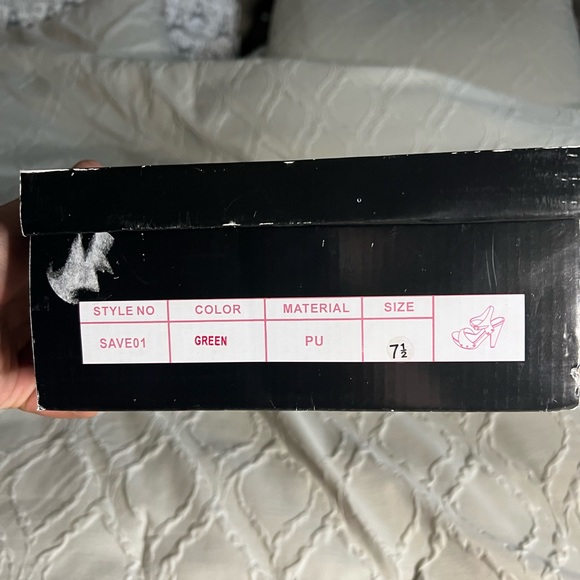 STYLE NO COLOR MATERIAL SIZE
SAVE01 GREEN PU 7½